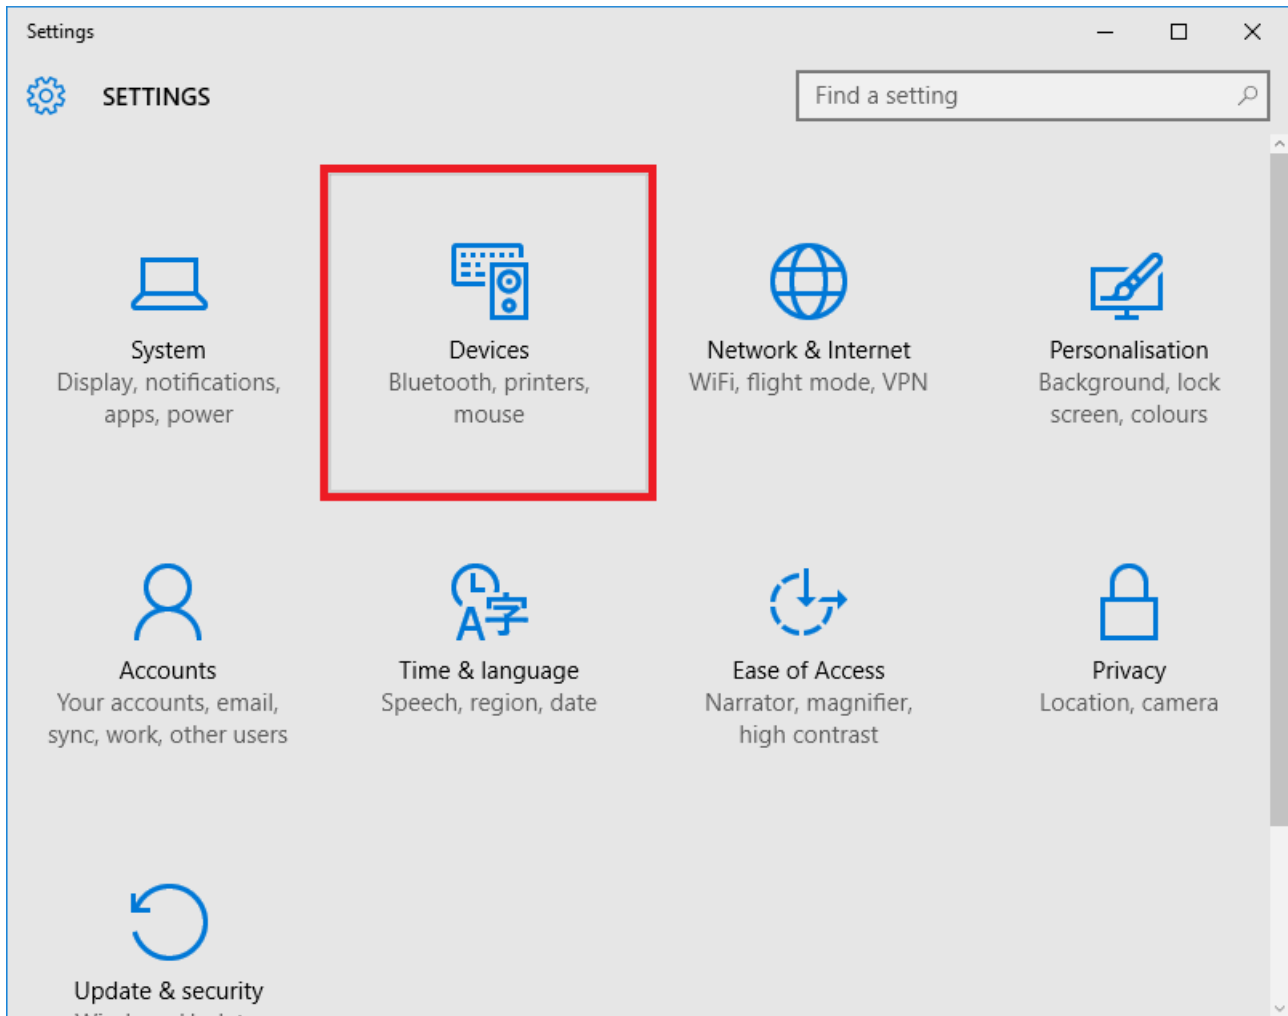 Settings
SETTINGS
Find a setting
System
Display, notifications,
apps, power
Devices
Bluetooth, printers,
mouse
Network & Internet
WiFi, flight mode, VPN
Personalisation
Background, lock
screen, colours
Accounts
Your accounts, email,
sync, work, other users
Time & language
Speech, region, date
Ease of Access
Narrator, magnifier,
high contrast
Privacy
Location, camera
Update & security